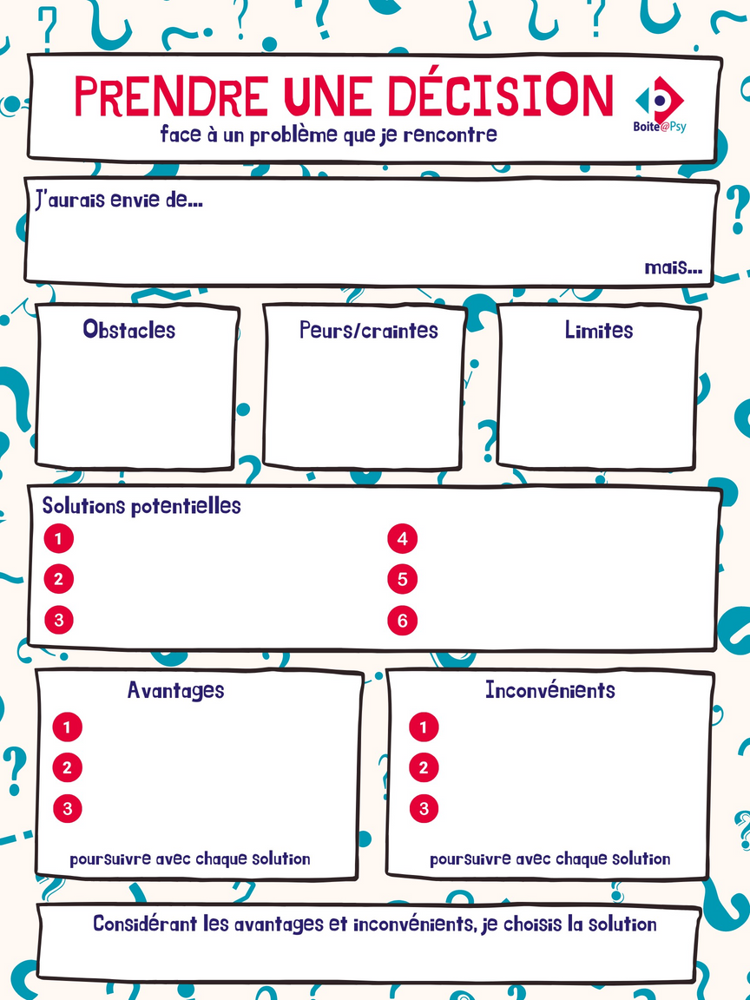 PRENDRE UNE DÉCISION
face à un problème que je rencontre
Boite@Psy
J'aurais envie de...
mais...
Obstacles
Peurs/craintes
Limites
Solutions potentielles
1
2
3
4
5
6
Avantages
1
2
3
poursuivre avec chaque solution
Inconvénients
1
2
3
poursuivre avec chaque solution
Considérant les avantages et inconvénients, je choisis la solution